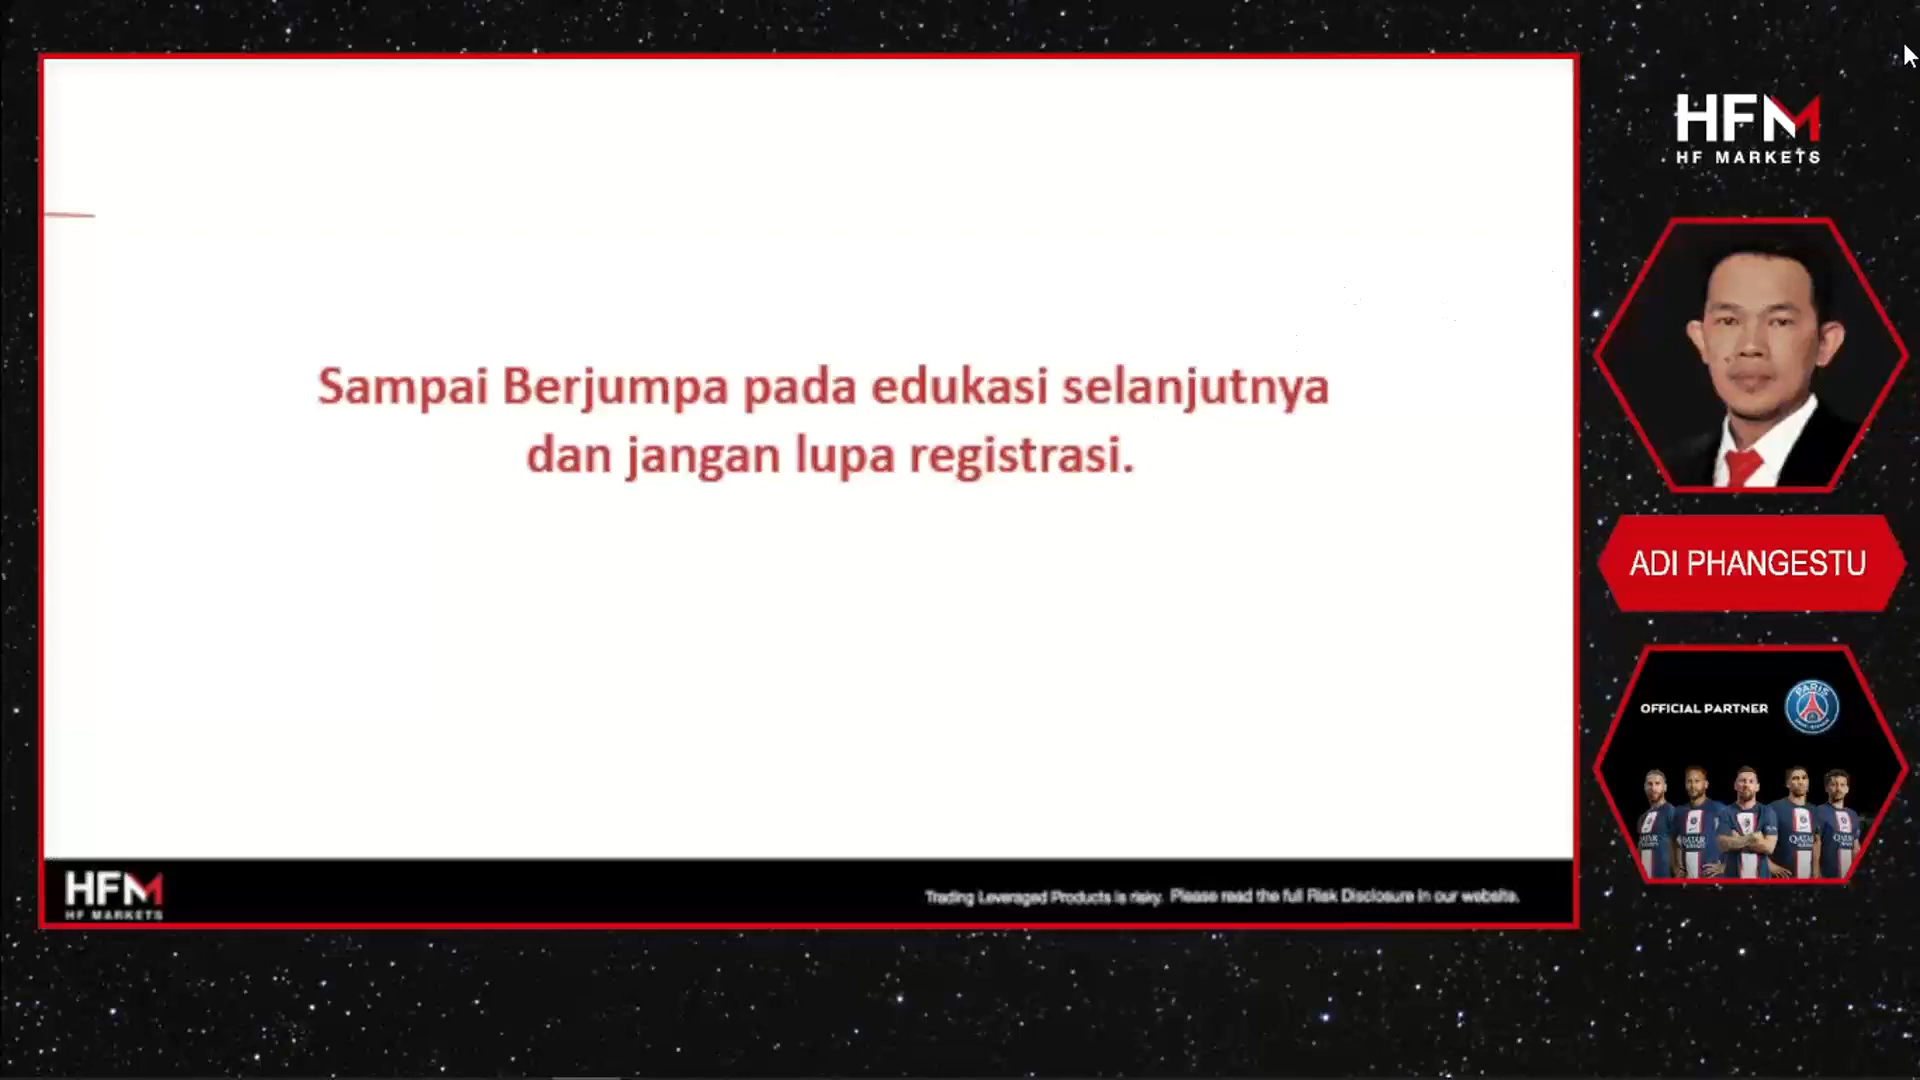 HFM
HF MARKETS
Sampai Berjumpa pada edukasi selanjutnya
dan jangan lupa registrasi.
ADI PHANGESTU
OFFICIAL PARTNER
PARIS
HFM
HF MARKETS
Trading Leveraged Products is risky. Please read the full Risk Disclosure in our website.